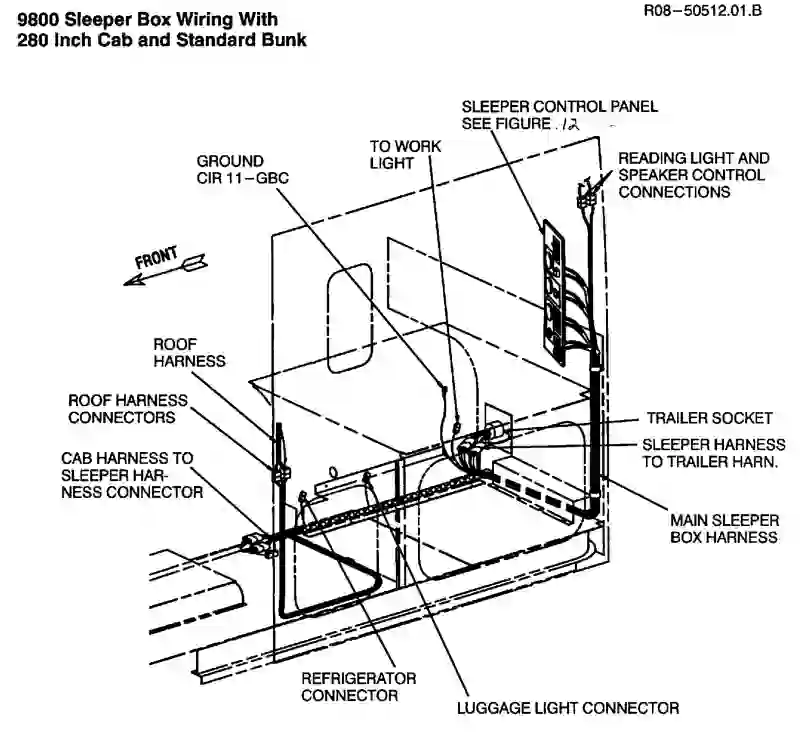 9800 Sleeper Box Wiring With
280 Inch Cab and Standard Bunk
R08-50512.01.B
SLEEPER CONTROL PANEL
SEE FIGURE 12
TO WORK
LIGHT
GROUND
CIR 11-GBC
READING LIGHT AND
SPEAKER CONTROL
CONNECTIONS
FRONT
ROOF
HARNESS
ROOF HARNESS
CONNECTORS
CAB HARNESS TO
SLEEPER HAR-
NESS CONNECTOR
TRAILER SOCKET
SLEEPER HARNESS
TO TRAILER HARN.
MAIN SLEEPER
BOX HARNESS
REFRIGERATOR
CONNECTOR
LUGGAGE LIGHT CONNECTOR